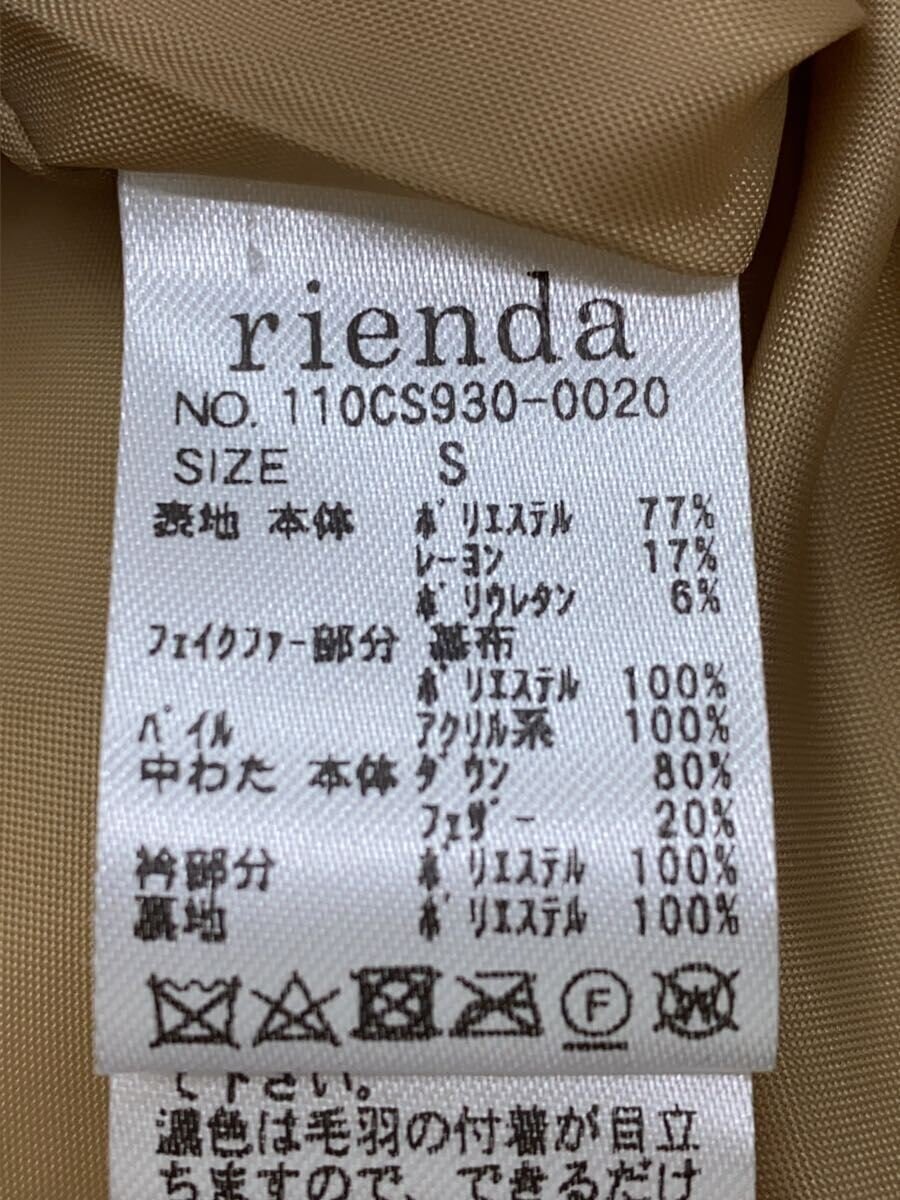 rienda
NO. 110CS930-0020
SIZE S
表地 本体 ポリエステル 77%
レーヨン 17%
ポリウレタン 6%
フェイクファー部分 基布
ポリエステル 100%
パイル アクリル系 100%
中わた 本体 ダウン 80%
フェザー 20%
衿部分 ポリエステル 100%
裏地 ポリエステル 100%
F W
て下さい。
濃色は毛羽の付着が目立
ちますので、できるだけ